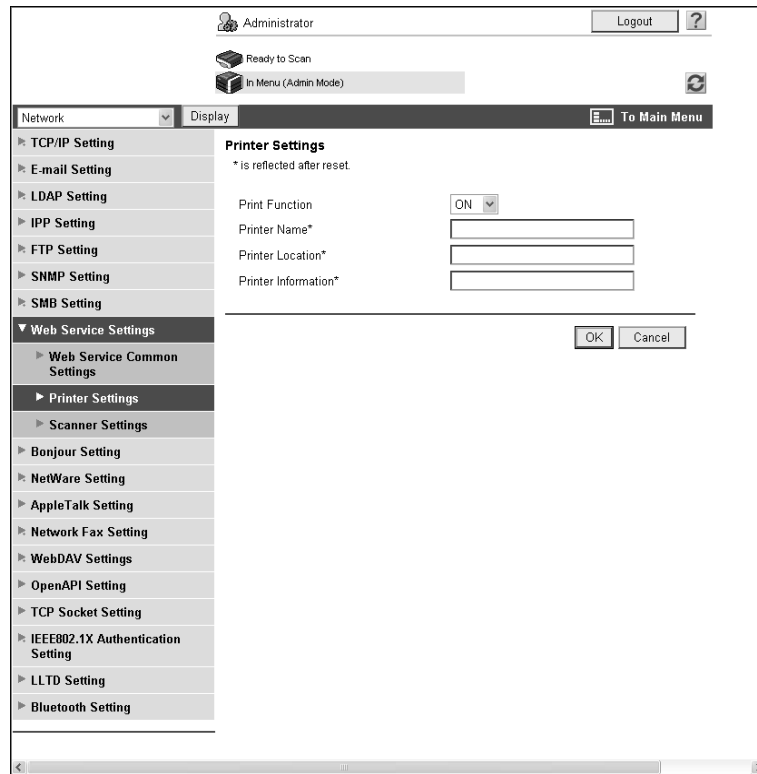 Administrator
Logout
?
Ready to Scan
In Menu (Admin Mode)
Network
Display
To Main Menu
TCP/IP Setting
E-mail Setting
LDAP Setting
IPP Setting
FTP Setting
SNMP Setting
SMB Setting
Web Service Settings
Web Service Common
Settings
Printer Settings
Scanner Settings
Bonjour Setting
NetWare Setting
AppleTalk Setting
Network Fax Setting
WebDAV Settings
OpenAPI Setting
TCP Socket Setting
IEEE802.1X Authentication
Setting
LLTD Setting
Bluetooth Setting
Printer Settings
* is reflected after reset.
Print Function ON
Printer Name*
Printer Location*
Printer Information*
OK Cancel